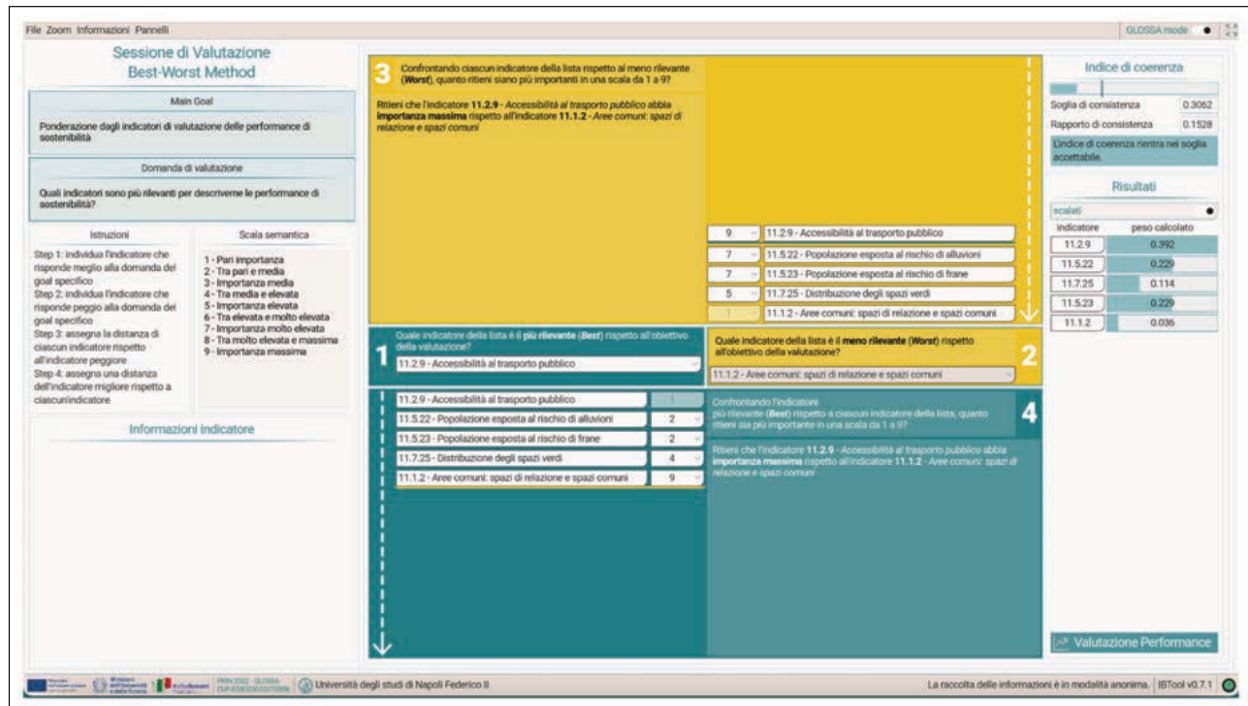 File Zoom Informazioni Pannelli
GLOSSA mode
Sessione di Valutazione
Best-Worst Method
Main Goal
Ponderazione dagli indicatori di valutazione delle performance di
sostenibilità
Domanda di valutazione
Quali indicatori sono più rilevanti per descriverne le performance di
sostenibilità?
Istruzioni
Step 1: individua l'indicatore che
risponde meglio alla domanda del
goal specifico
Step 2: individua l'indicatore che
risponde peggio alla domanda del
goal specifico
Step 3: assegna la distanza di
ciascun indicatore rispetto
all'indicatore peggiore
Step 4: assegna una distanza
dell'indicatore migliore rispetto a
ciascun'indicatore
Scala semantica
1 - Pari importanza
2 - Tra pari e media
3 - Importanza media
4 - Tra media e elevata
5 - Importanza elevata
6 - Tra elevata e molto elevata
7 - Importanza molto elevata
8 - Tra molto elevata e massima
9 - Importanza massima
Informazioni indicatore
3
Confrontando ciascun indicatore della lista rispetto al meno rilevante
(Worst), quanto ritieni siano più importanti in una scala da 1 a 9?
Ritieni che l'indicatore 11.2.9 - Accessibilità al trasporto pubblico abbia
importanza massima rispetto all'indicatore 11.1.2 - Aree comuni: spazi di
relazione e spazi comuni
9 11.2.9 - Accessibilità al trasporto pubblico
7 11.5.22 - Popolazione esposta al rischio di alluvioni
7 11.5.23 - Popolazione esposta al rischio di frane
5 11.7.25 - Distribuzione degli spazi verdi
1 11.1.2 - Aree comuni: spazi di relazione e spazi comuni
1
Quale indicatore della lista è il più rilevante (Best) rispetto all'obiettivo
della valutazione?
11.2.9 - Accessibilità al trasporto pubblico
Quale indicatore della lista è il meno rilevante (Worst) rispetto
all'obiettivo della valutazione?
2
11.1.2 - Aree comuni: spazi di relazione e spazi comuni
11.2.9 - Accessibilità al trasporto pubblico 1
11.5.22 - Popolazione esposta al rischio di alluvioni 2
11.5.23 - Popolazione esposta al rischio di frane 2
11.7.25 - Distribuzione degli spazi verdi 4
11.1.2 - Aree comuni: spazi di relazione e spazi comuni 9
Confrontando l'indicatore
più rilevante (Best) rispetto a ciascun indicatore della lista, quanto
ritieni sia più importante in una scala da 1 a 9?
4
Ritieni che l'indicatore 11.2.9 - Accessibilità al trasporto pubblico abbia
importanza massima rispetto all'indicatore 11.1.2 - Aree comuni: spazi di
relazione e spazi comuni
Indice di coerenza
Soglia di consistenza 0.3062
Rapporto di consistenza 0.1528
L'indice di coerenza rientra nei soglia
accettabile.
Risultati
scalati
indicatore peso calcolato
11.2.9 0.392
11.5.22 0.229
11.7.25 0.114
11.5.23 0.229
11.1.2 0.036
Valutazione Performance
PRIN 2022 - GLOSSA
Università degli studi di Napoli Federico II
La raccolta delle informazioni è in modalità anonima.
IBTool v0.7.1